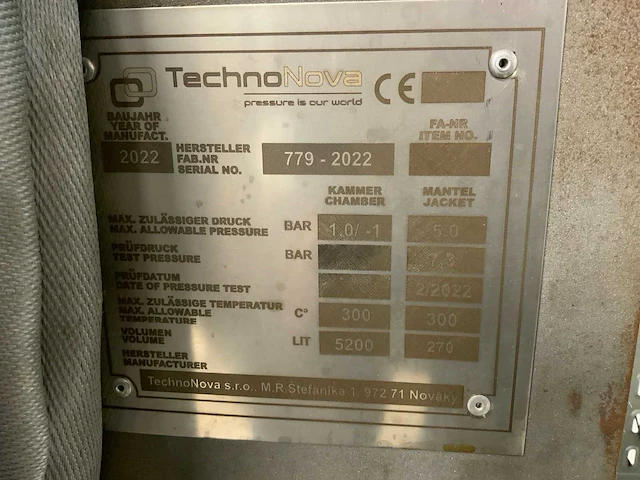 TechnoNova
pressure is our world
CE
BAUJAHR
YEAR OF
MANUFACT.
FA-NR
ITEM NO.
2022
HERSTELLER
FAB.NR
SERIAL NO.
779 - 2022
KAMMER
CHAMBER
MANTEL
JACKET
MAX. ZULÄSSIGER DRUCK
MAX. ALLOWABLE PRESSURE
BAR
1.0/ -1
5.0
PRÜFDRUCK
TEST PRESSURE
BAR
7.3
PRÜFDATUM
DATE OF PRESSURE TEST
2/2022
MAX. ZULÄSSIGE TEMPERATUR
MAX. ALLOWABLE
TEMPERATURE
C°
300
300
VOLUMEN
VOLUME
LIT
5200
270
HERSTELLER
MANUFACTURER
TechnoNova s.r.o., M.R.Štefánika 1, 972 71 Nováky